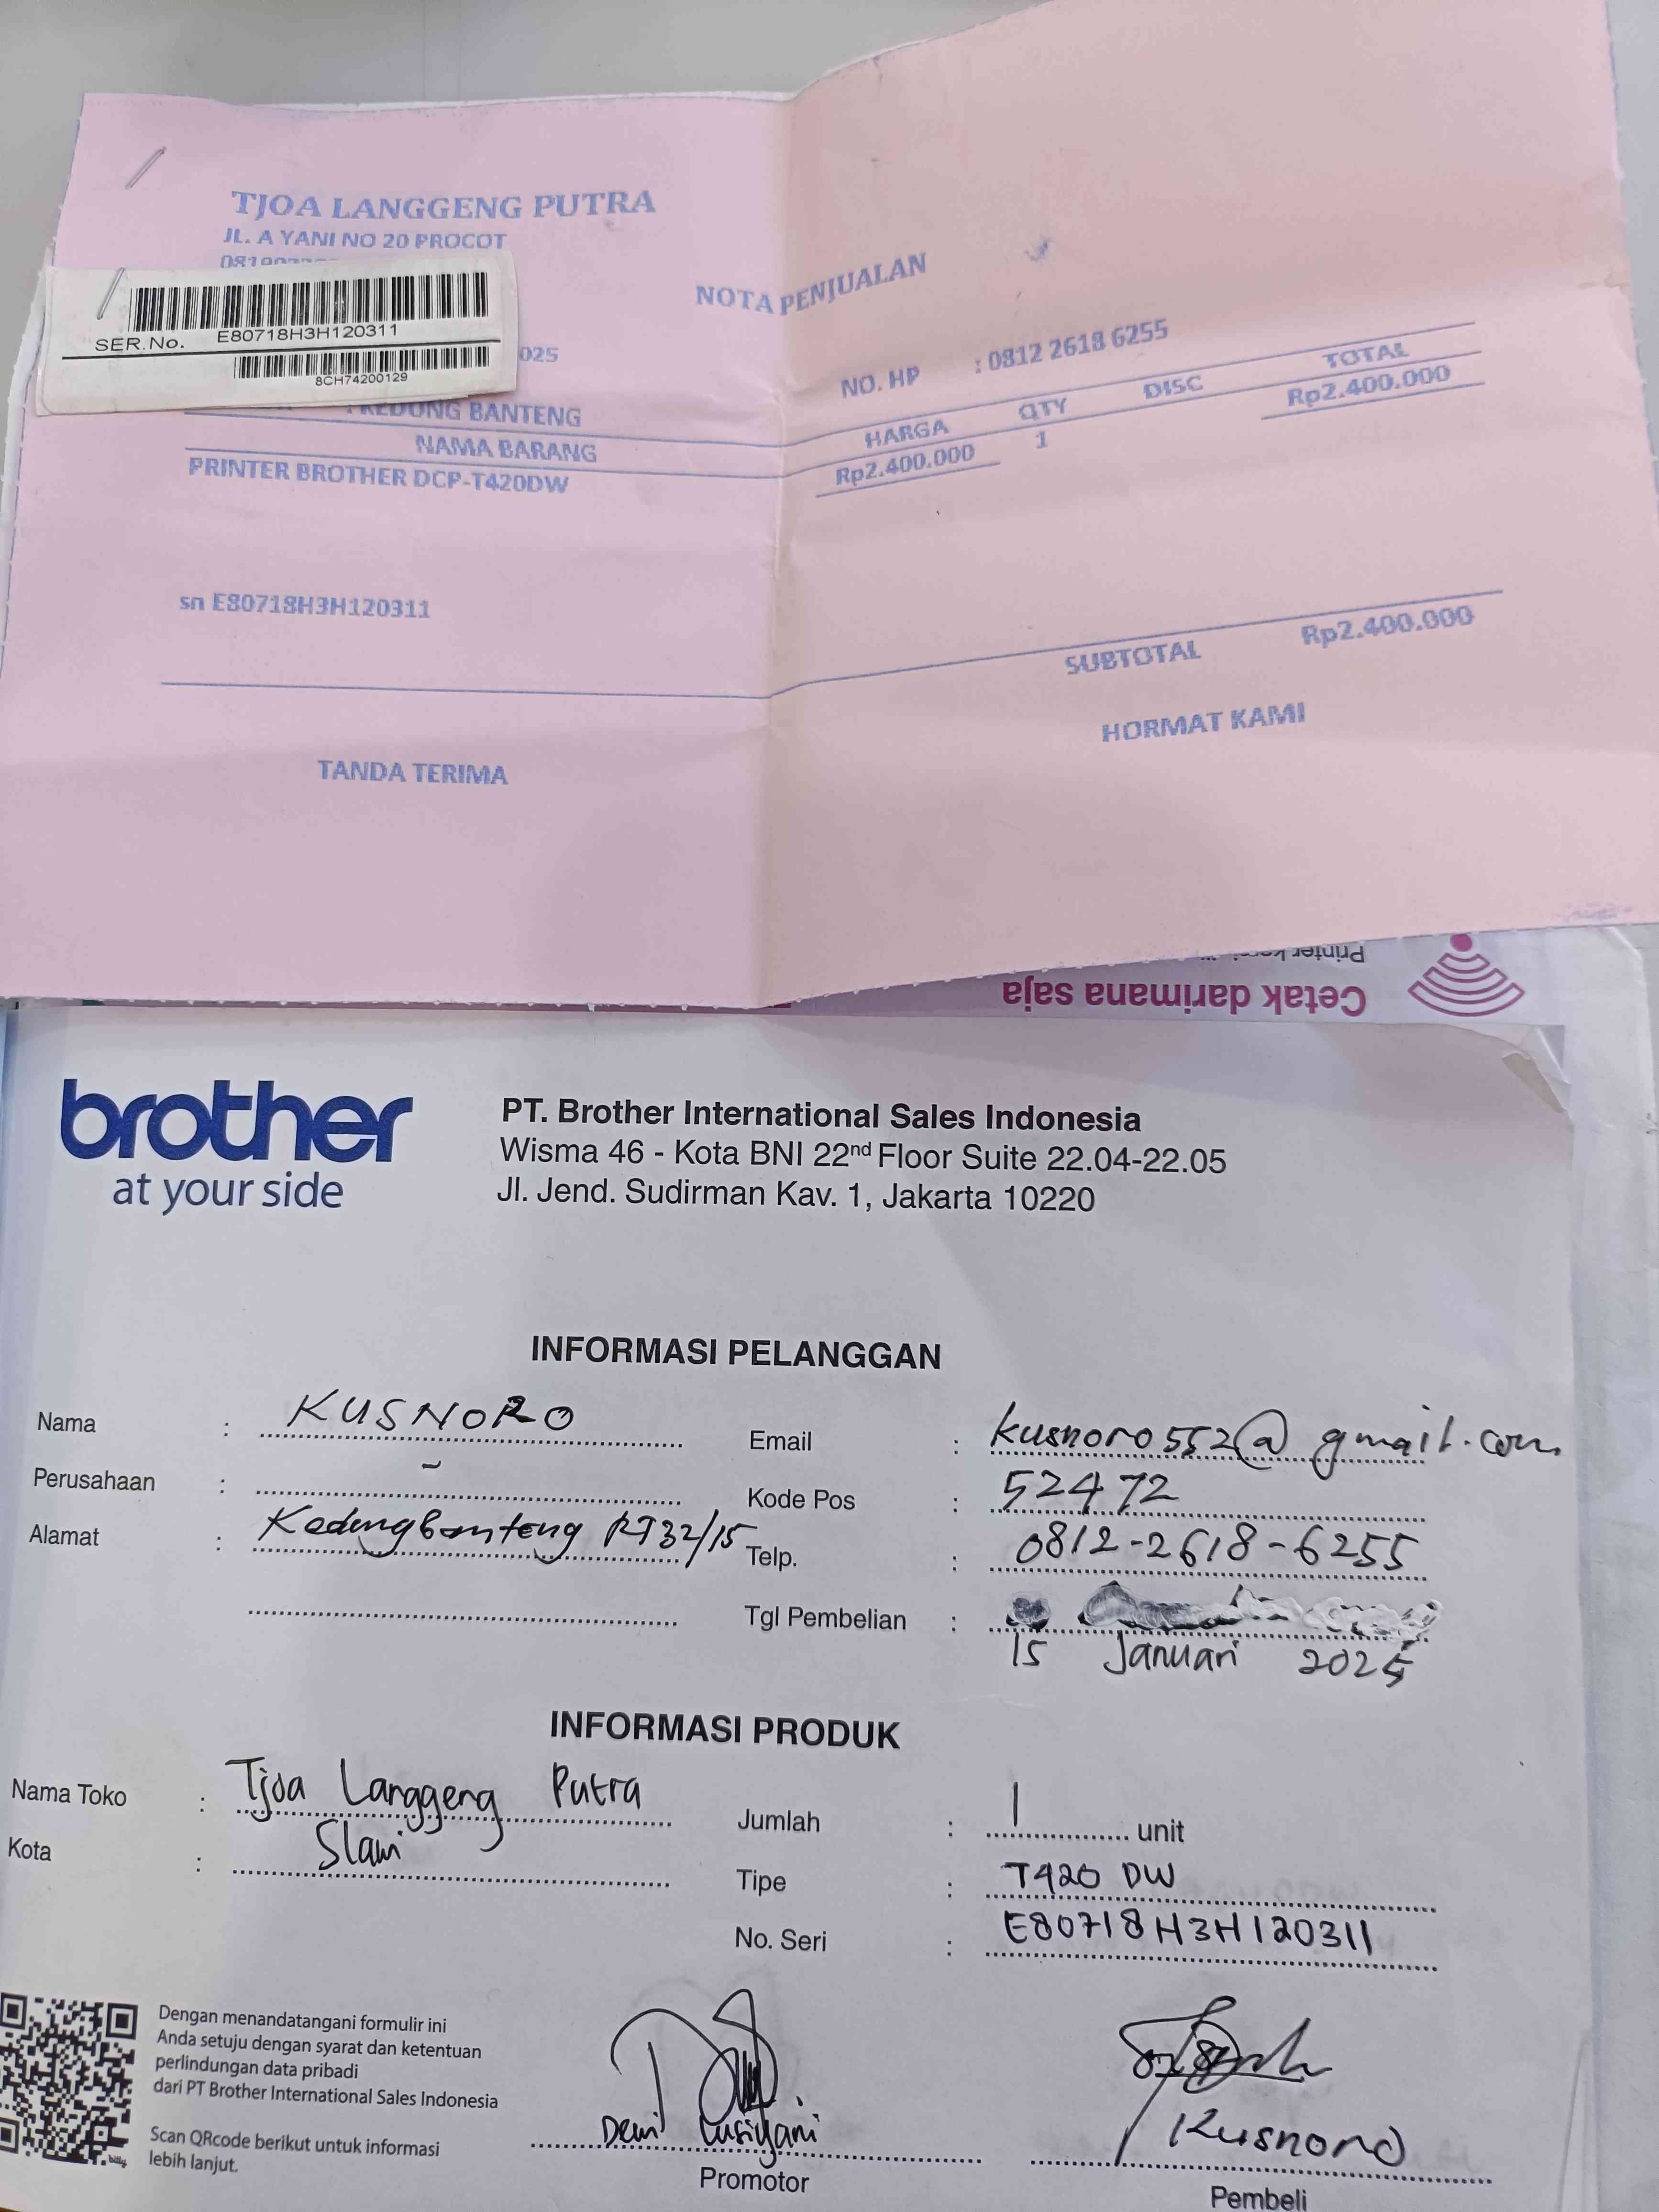 TJOA LANGGENG PUTRA
JL. A YANI NO 20 PROCOT
NOTA PENJUALAN
SER.No. E80718H3H120311
8CH74200129
025
NO. HP : 0812 2618 6255
KEDUNG BANTENG
NAMA BARANG HARGA QTY DISC TOTAL
PRINTER BROTHER DCP-T420DW Rp2.400.000 1 Rp2.400.000
sn E80718H3H120311
SUBTOTAL Rp2.400.000
TANDA TERIMA HORMAT KAMI
Printer
Cetak darimana saja
brother
at your side
PT. Brother International Sales Indonesia
Wisma 46 - Kota BNI 22nd Floor Suite 22.04-22.05
Jl. Jend. Sudirman Kav. 1, Jakarta 10220
INFORMASI PELANGGAN
Nama : KUSNORO
Perusahaan : -
Alamat : Kedungbanteng RT32/15
Email : kusnoro552@gmail.com
Kode Pos : 52472
Telp. : 0812-2618-6255
Tgl Pembelian :
15 Januari 2025
INFORMASI PRODUK
Nama Toko : Tjoa Langgeng Putra
Kota : Slawi
Jumlah : 1 unit
Tipe : T420 DW
No. Seri : E80718H3H120311
Dengan menandatangani formulir ini
Anda setuju dengan syarat dan ketentuan
perlindungan data pribadi
dari PT Brother International Sales Indonesia
Scan QRcode berikut untuk informasi
lebih lanjut.
bitly
Dewi Lusiyani
Promotor
Kusnoro
Pembeli